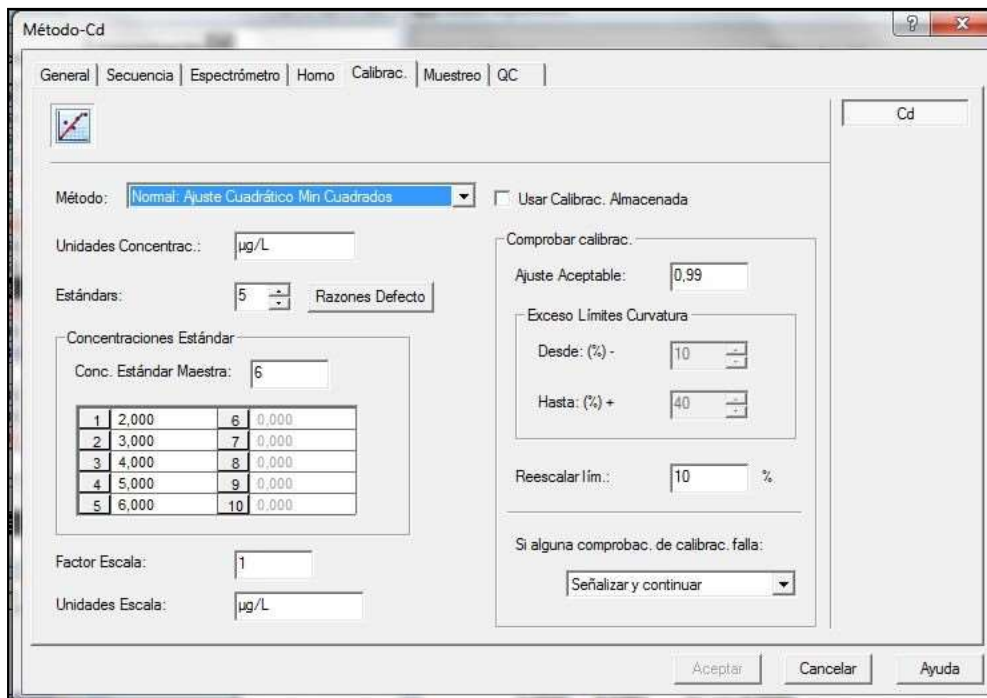 Método-Cd
General Secuencia Espectrómetro Horno Calibrac. Muestreo QC
Cd
Método: Normal: Ajuste Cuadrático Min Cuadrados
Usar Calibrac. Almacenada
Unidades Concentrac.: µg/L
Estándars: 5 Razones Defecto
Concentraciones Estándar
Conc. Estándar Maestra: 6
1 2,000 6 0,000
2 3,000 7 0,000
3 4,000 8 0,000
4 5,000 9 0,000
5 6,000 10 0,000
Factor Escala: 1
Unidades Escala: µg/L
Comprobar calibrac.
Ajuste Aceptable: 0,99
Exceso Límites Curvatura
Desde: (%) - 10
Hasta: (%) + 40
Reescalar lím.: 10 %
Si alguna comprobac. de calibrac. falla:
Señalizar y continuar
Aceptar Cancelar Ayuda